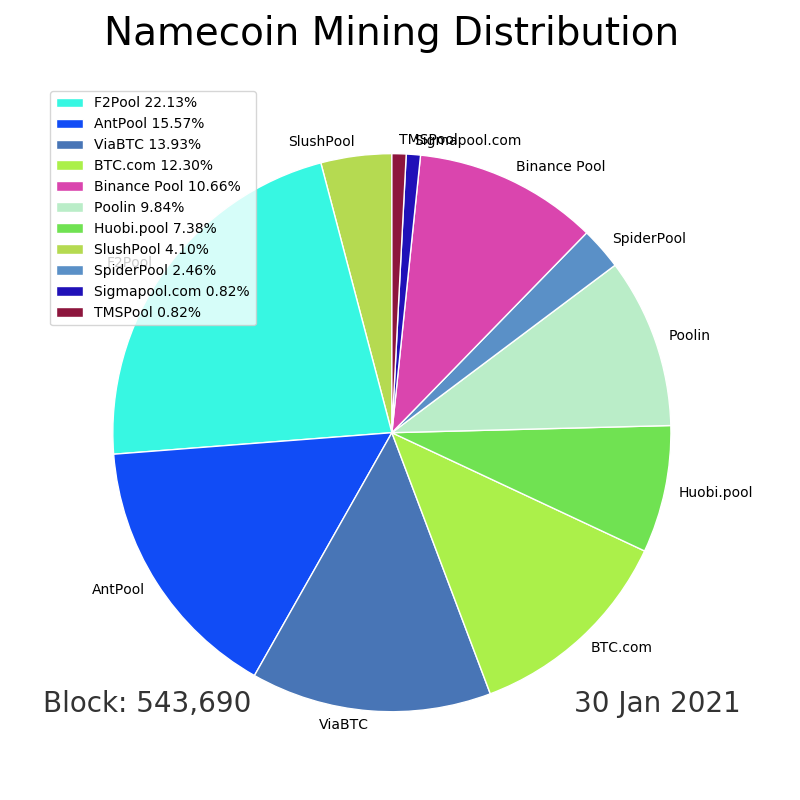 Namecoin Mining Distribution
F2Pool 22.13%
AntPool 15.57%
ViaBTC 13.93%
BTC.com 12.30%
Binance Pool 10.66%
Poolin 9.84%
Huobi.pool 7.38%
SlushPool 4.10%
SpiderPool 2.46%
Sigmapool.com 0.82%
TMSPool 0.82%
SlushPool
TMSPool
Sigmapool.com
Binance Pool
SpiderPool
F2Pool
Poolin
Huobi.pool
AntPool
BTC.com
ViaBTC
Block: 543,690
30 Jan 2021